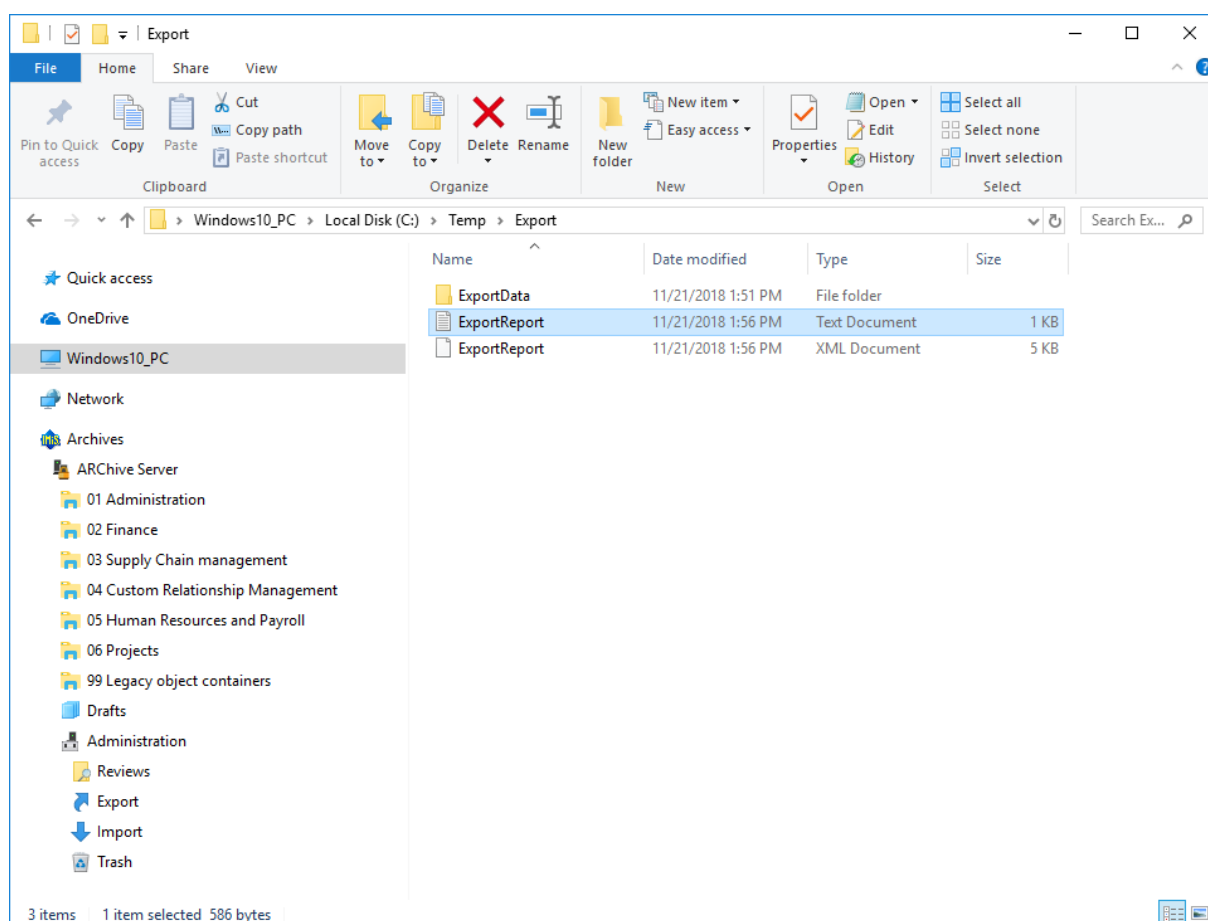 Export
File Home Share View
Pin to Quick access
Copy
Paste
Cut
Copy path
Paste shortcut
Clipboard
Move to
Copy to
Delete
Rename
Organize
New folder
New item
Easy access
New
Properties
Open
Edit
History
Open
Select all
Select none
Invert selection
Select
Windows10_PC > Local Disk (C:) > Temp > Export
Search Ex...
Name Date modified Type Size
ExportData 11/21/2018 1:51 PM File folder
ExportReport 11/21/2018 1:56 PM Text Document 1 KB
ExportReport 11/21/2018 1:56 PM XML Document 5 KB
Quick access
OneDrive
Windows10_PC
Network
Archives
ARChive Server
01 Administration
02 Finance
03 Supply Chain management
04 Custom Relationship Management
05 Human Resources and Payroll
06 Projects
99 Legacy object containers
Drafts
Administration
Reviews
Export
Import
Trash
3 items 1 item selected 586 bytes